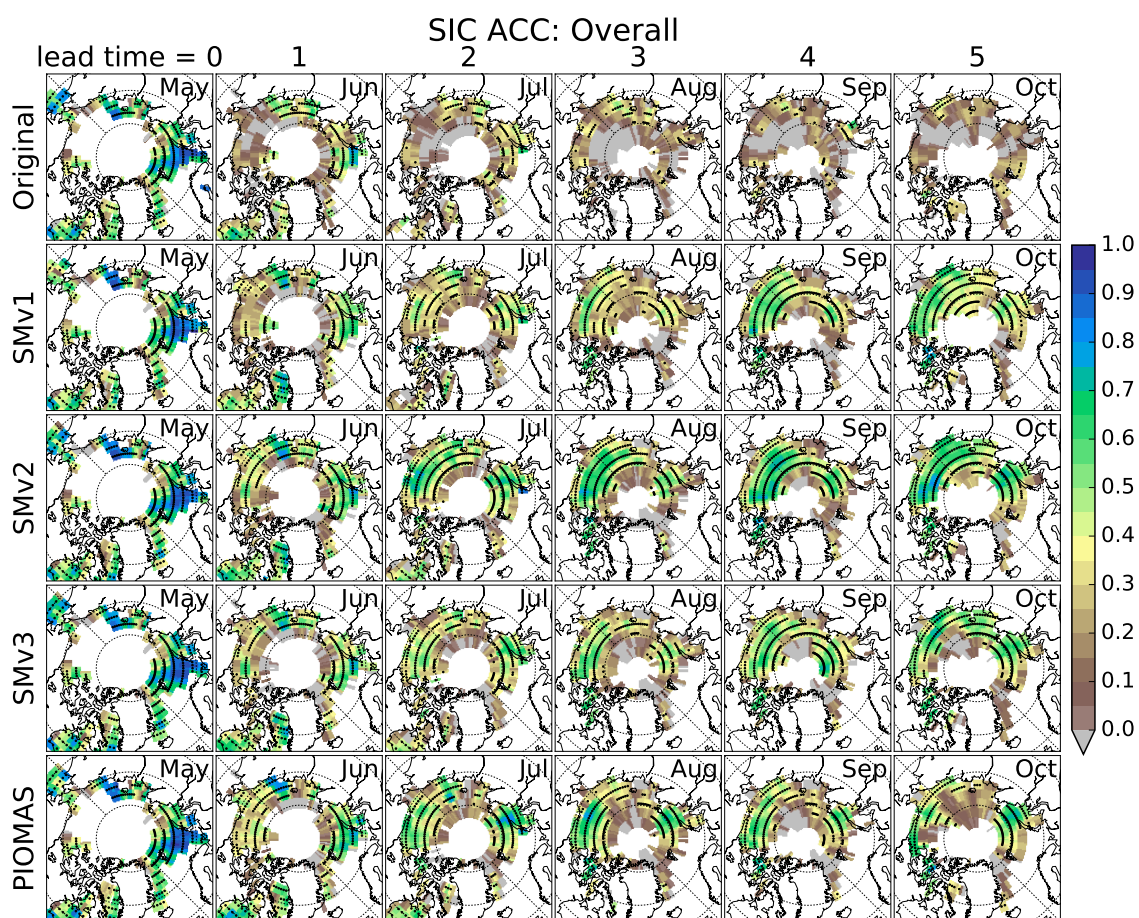 SIC ACC: Overall
lead time = 0 1 2 3 4 5
Original May Jun Jul Aug Sep Oct
SMv1 May Jun Jul Aug Sep Oct
SMv2 May Jun Jul Aug Sep Oct
SMv3 May Jun Jul Aug Sep Oct
PIOMAS May Jun Jul Aug Sep Oct
1.0
0.9
0.8
0.7
0.6
0.5
0.4
0.3
0.2
0.1
0.0